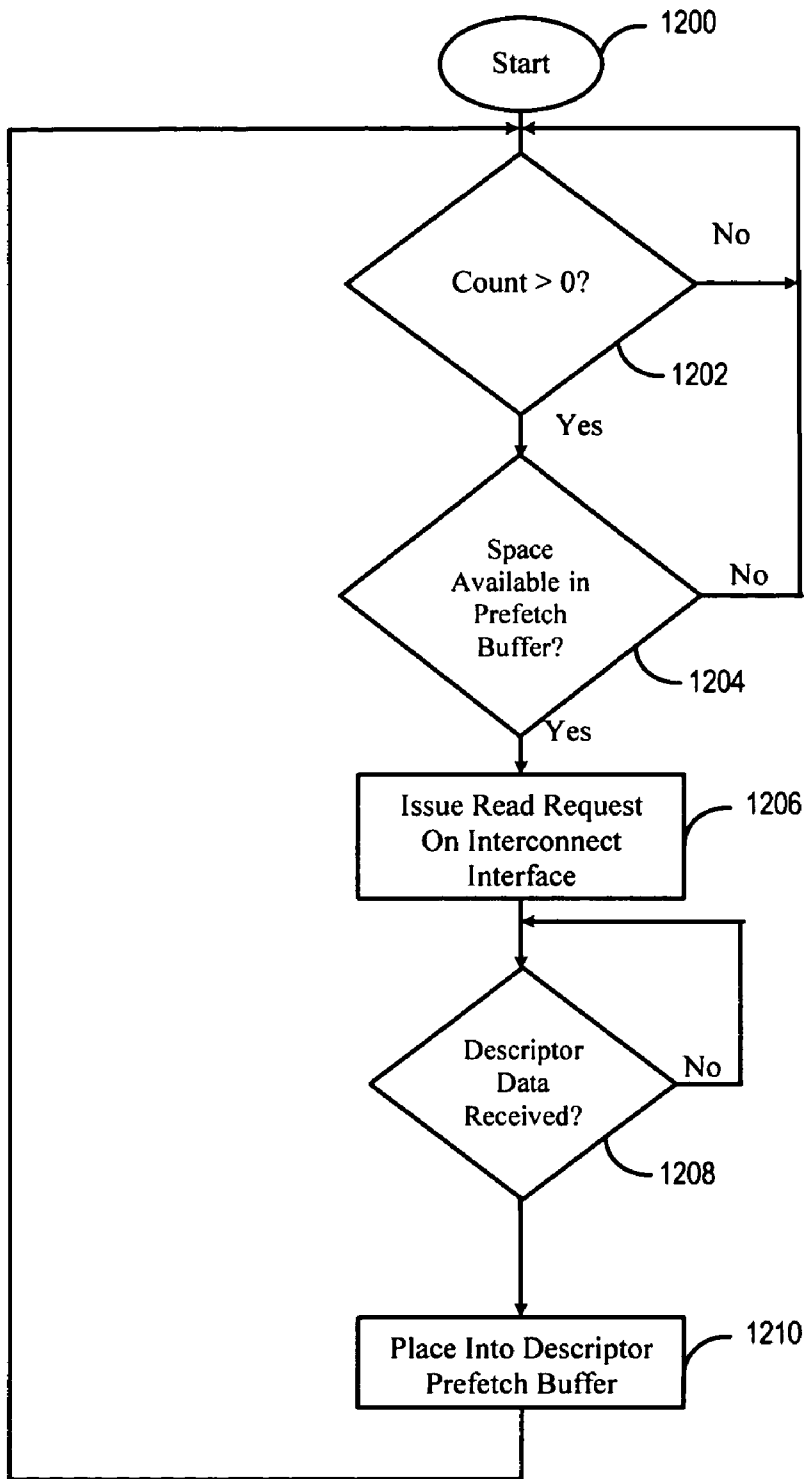 1200
Start
No
Count > 0?
1202
Yes
Space
Available in
Prefetch
Buffer?
No
1204
Yes
Issue Read Request
On Interconnect
Interface
1206
Descriptor
Data
Received?
No
1208
Place Into Descriptor
Prefetch Buffer
1210